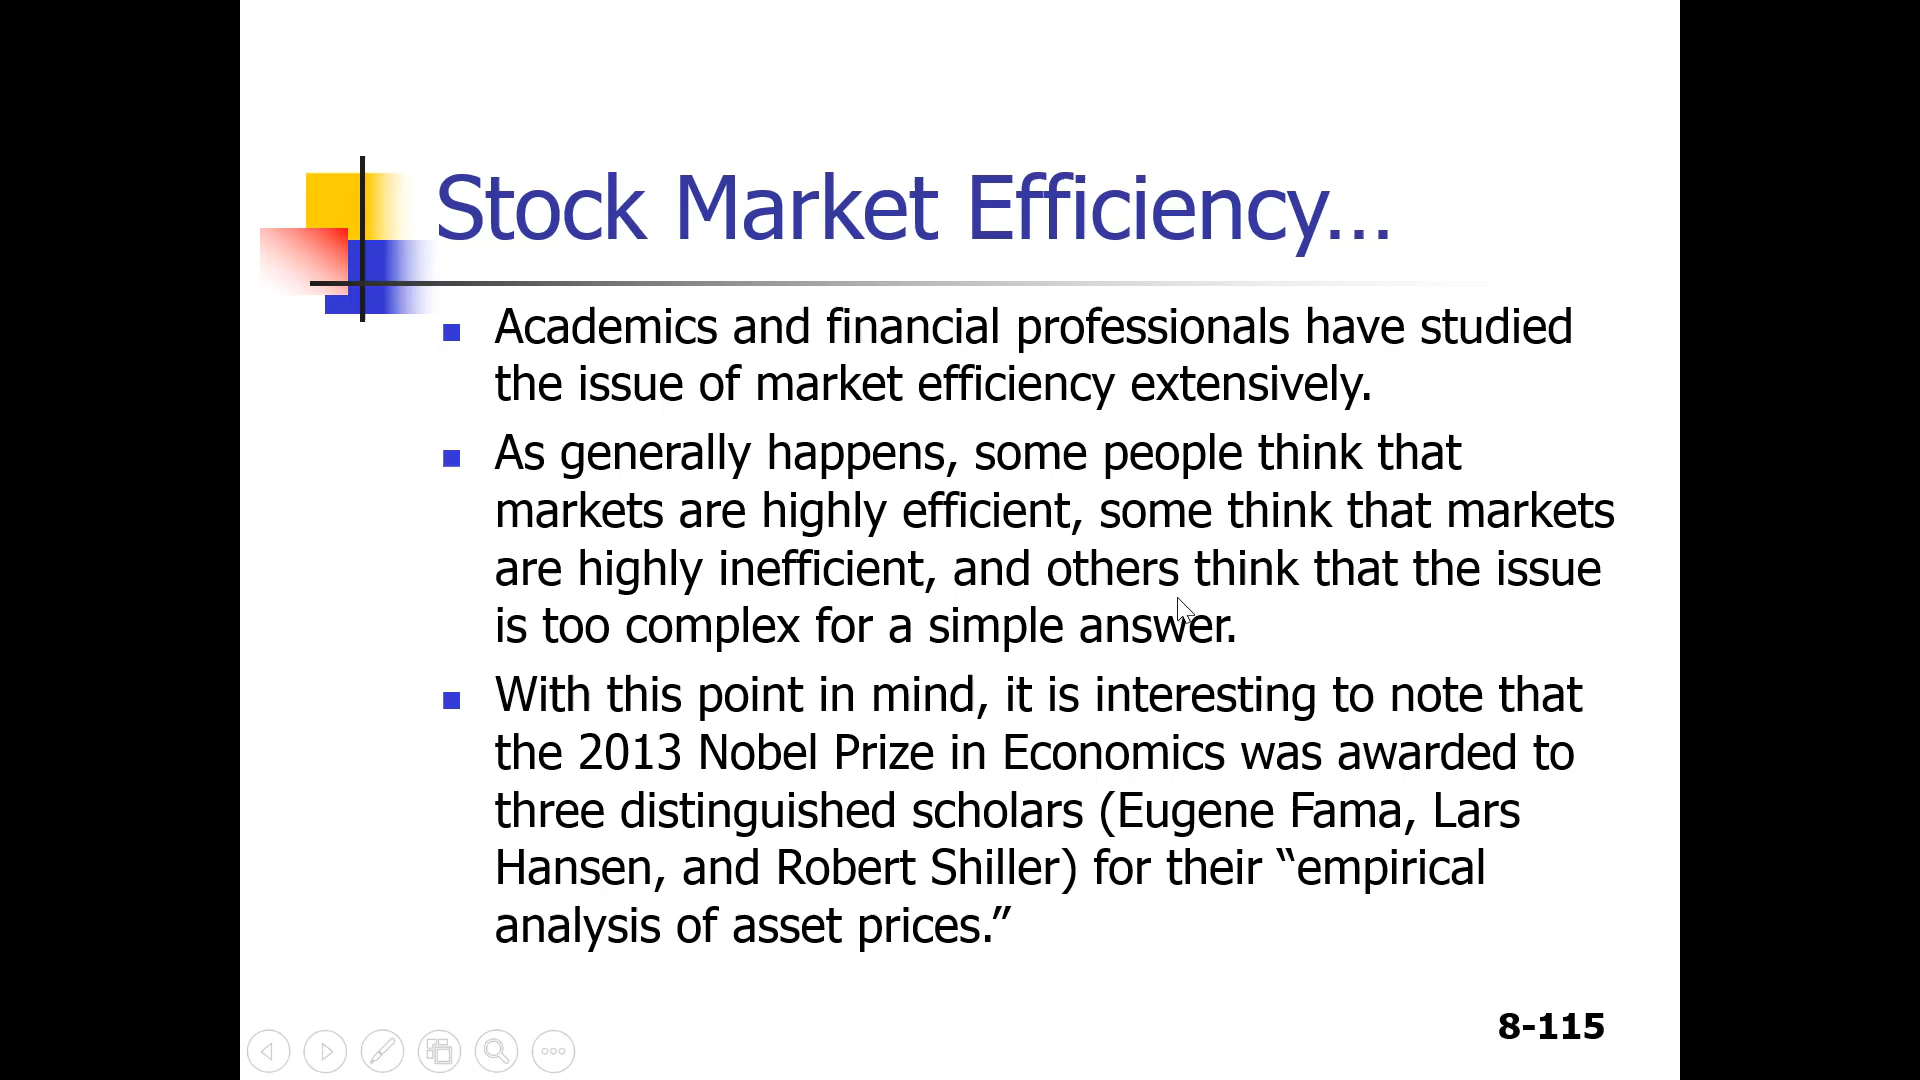 Stock Market Efficiency...
Academics and financial professionals have studied
the issue of market efficiency extensively.
As generally happens, some people think that
markets are highly efficient, some think that markets
are highly inefficient, and others think that the issue
is too complex for a simple answer.
With this point in mind, it is interesting to note that
the 2013 Nobel Prize in Economics was awarded to
three distinguished scholars (Eugene Fama, Lars
Hansen, and Robert Shiller) for their “empirical
analysis of asset prices.”
8-115